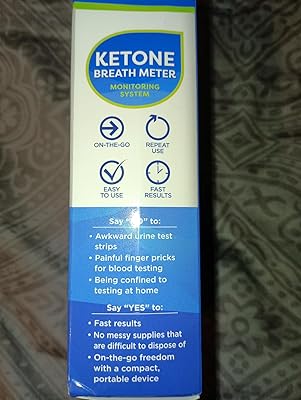 KETONE
BREATH METER
MONITORING
SYSTEM
ON-THE-GO
REPEAT
USE
EASY
TO USE
FAST
RESULTS
Say "NO" to:
• Awkward urine test
strips
• Painful finger pricks
for blood testing
• Being confined to
testing at home
Say "YES" to:
• Fast results
• No messy supplies that
are difficult to dispose of
• On-the-go freedom
with a compact,
portable device